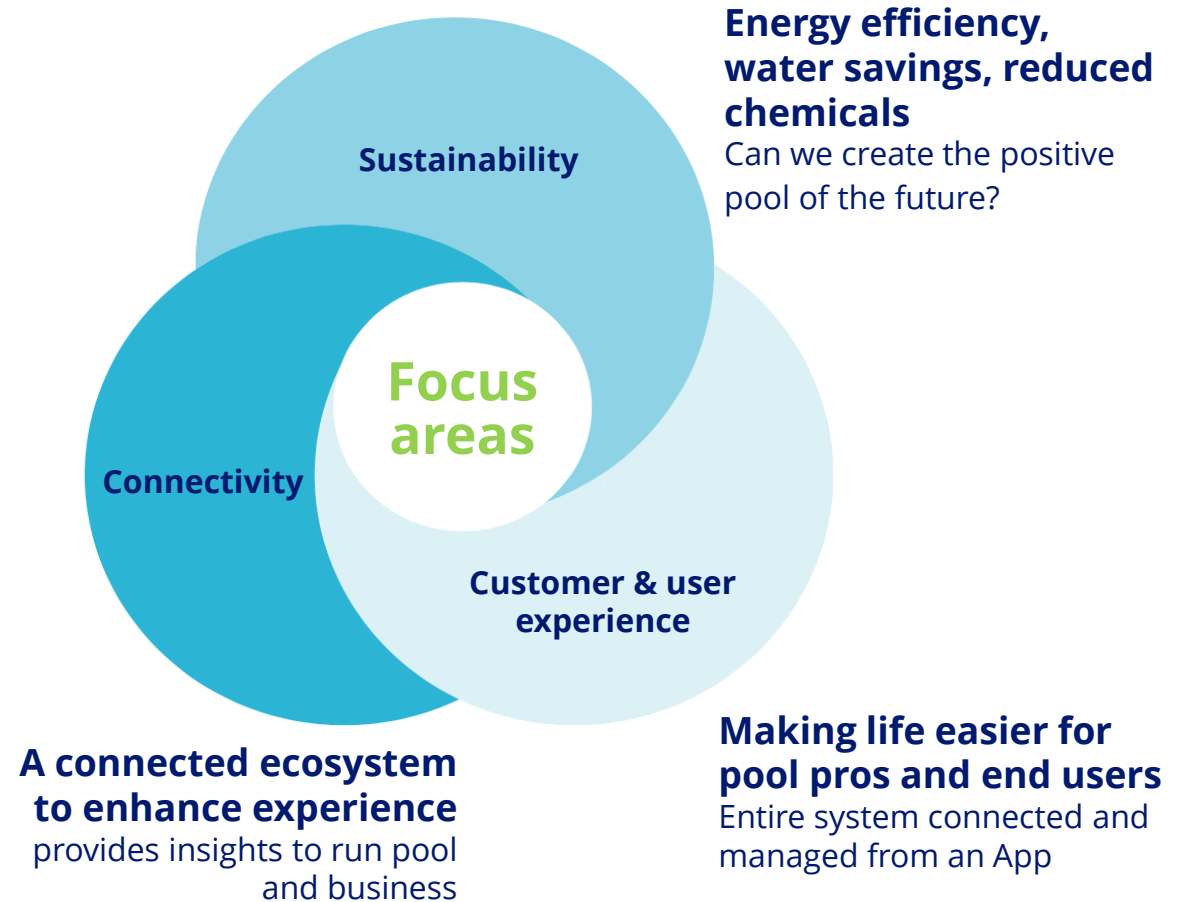 Energy efficiency,
water savings, reduced
chemicals
Can we create the positive
pool of the future?
Sustainability
Focus
areas
Connectivity
Customer & user
experience
A connected ecosystem
to enhance experience
provides insights to run pool
and business
Making life easier for
pool pros and end users
Entire system connected and
managed from an App